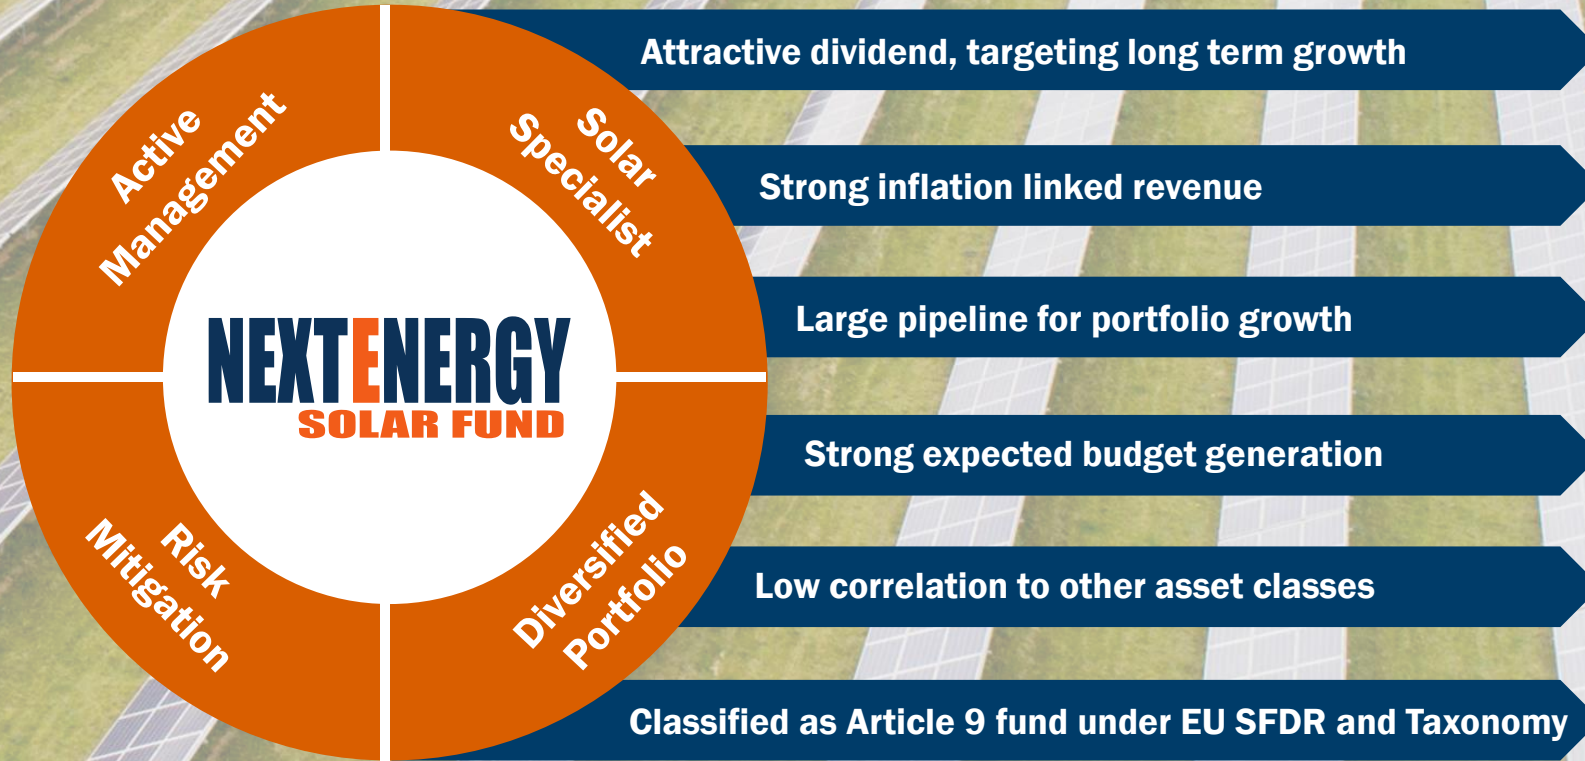 Active
Management
Solar
Specialist
NEXTENERGY
SOLAR FUND
Risk
Mitigation
Diversified
Portfolio
Attractive dividend, targeting long term growth
Strong inflation linked revenue
Large pipeline for portfolio growth
Strong expected budget generation
Low correlation to other asset classes
Classified as Article 9 fund under EU SFDR and Taxonomy